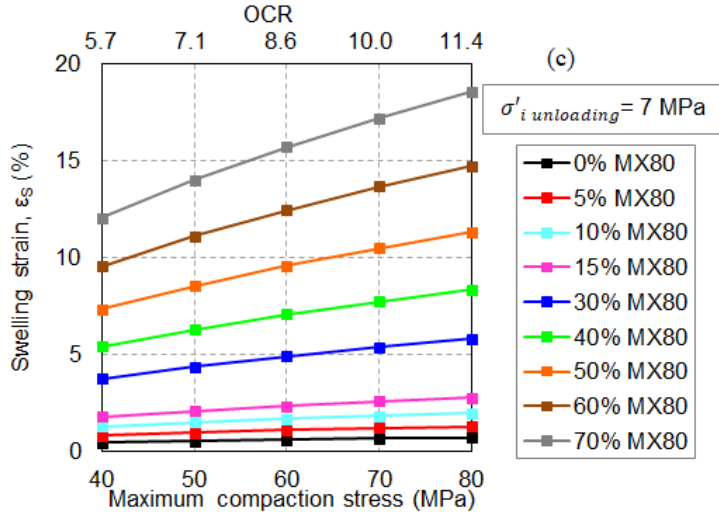 OCR
5.7 7.1 8.6 10.0 11.4
(c)
σ'i unloading= 7 MPa
20
15
10
5
0
Swelling strain, εS (%)
40 50 60 70 80
Maximum compaction stress (MPa)
0% MX80
5% MX80
10% MX80
15% MX80
30% MX80
40% MX80
50% MX80
60% MX80
70% MX80